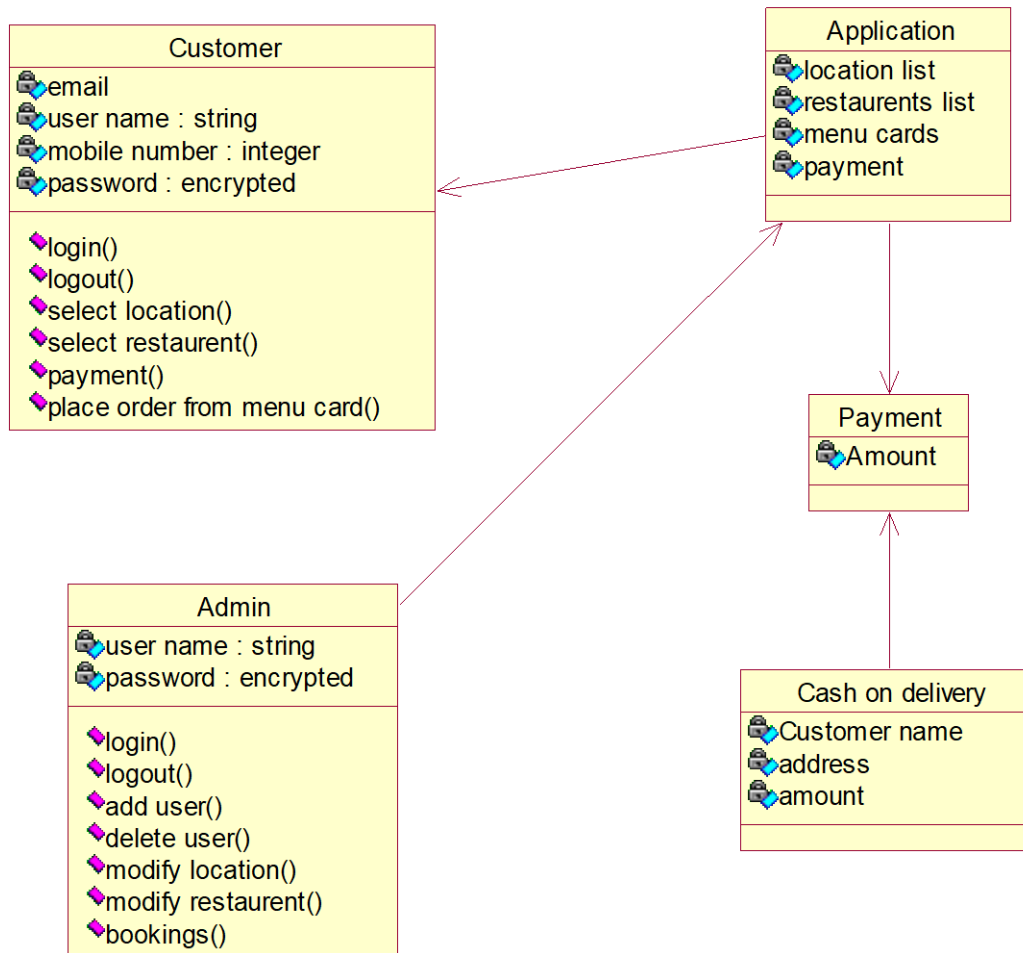 Customer
email
user name : string
mobile number : integer
password : encrypted
login()
logout()
select location()
select restaurent()
payment()
place order from menu card()
Application
location list
restaurents list
menu cards
payment
Payment
Amount
Admin
user name : string
password : encrypted
login()
logout()
add user()
delete user()
modify location()
modify restaurent()
bookings()
Cash on delivery
Customer name
address
amount